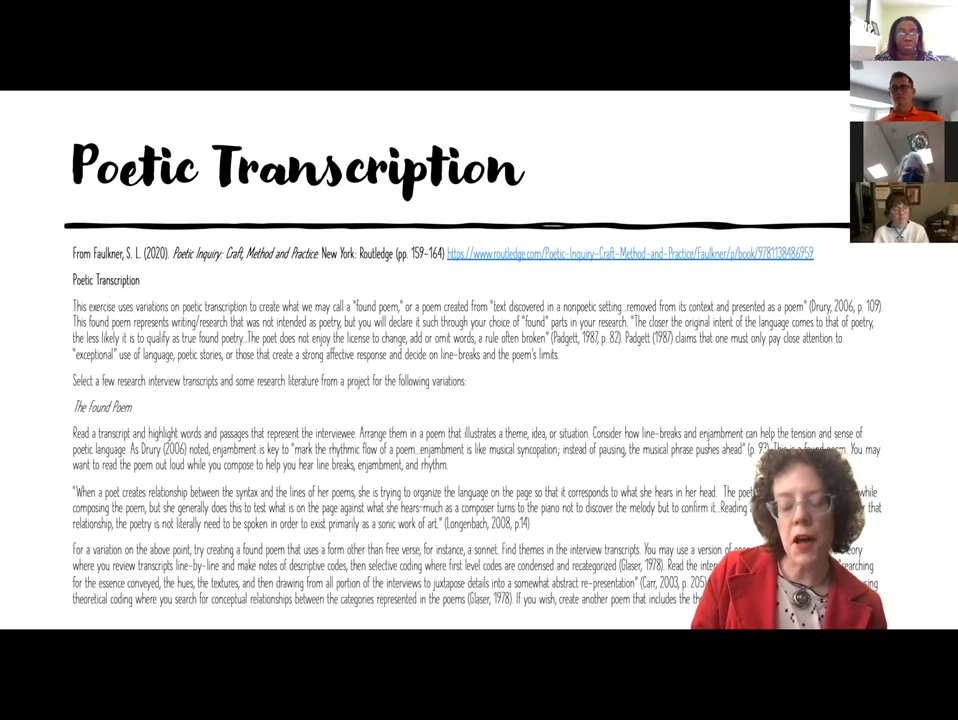 Poetic Transcription
From Faulkner, S. L. (2020). Poetic Inquiry: Craft, Method and Practice. New York: Routledge (pp. 159-164) https://www.routledge.com/Poetic-Inquiry-Craft-Method-and-Practice/Faulkner/p/book/9781138486959
Poetic Transcription
This exercise uses variations on poetic transcription to create what we may call a "found poem," or a poem created from "text discovered in a nonpoetic setting...removed from its context and presented as a poem" (Drury, 2006, p. 109).
This found poem represents writing/research that was not intended as poetry, but you will declare it such through your choice of "found" parts in your research. "The closer the original intent of the language comes to that of poetry,
the less likely it is to qualify as true found poetry...The poet does not enjoy the license to change, add or omit words, a rule often broken" (Padgett, 1987, p. 82). Padgett (1987) claims that one must only pay close attention to
"exceptional" use of language, poetic stories, or those that create a strong affective response and decide on line-breaks and the poem's limits.
Select a few research interview transcripts and some research literature from a project for the following variations:
The Found Poem
Read a transcript and highlight words and passages that represent the interviewee. Arrange them in a poem that illustrates a theme, idea, or situation. Consider how line-breaks and enjambment can help the tension and sense of
poetic language. As Drury (2006) noted, enjambment is key to "mark the rhythmic flow of a poem...enjambment is like musical syncopation; instead of pausing, the musical phrase pushes ahead" (p. 93). This is a found poem. You may
want to read the poem out loud while you compose to help you hear line breaks, enjambment, and rhythm.
"When a poet creates relationship between the syntax and the lines of her poems, she is trying to organize the language on the page so that it corresponds to what she hears in her head. The poet while
composing the poem, but she generally does this to test what is on the page against what she hears-much as a composer turns to the piano not to discover the melody but to confirm it...Reading that
relationship, the poetry is not literally need to be spoken in order to exist primarily as a sonic work of art." (Longenbach, 2008, p.14)
For a variation on the above point, try creating a found poem that uses a form other than free verse, for instance, a sonnet. Find themes in the interview transcripts. You may use a version of theory
where you review transcripts line-by-line and make notes of descriptive codes, then selective coding where first level codes are condensed and recategorized (Glaser, 1978). Read the searching
for the essence conveyed, the hues, the textures, and then drawing from all portion of the interviews to juxtapose details into a somewhat abstract re-presentation" (Carr, 2003, p. 205) using
theoretical coding where you search for conceptual relationships between the categories represented in the poems (Glaser, 1978). If you wish, create another poem that includes the